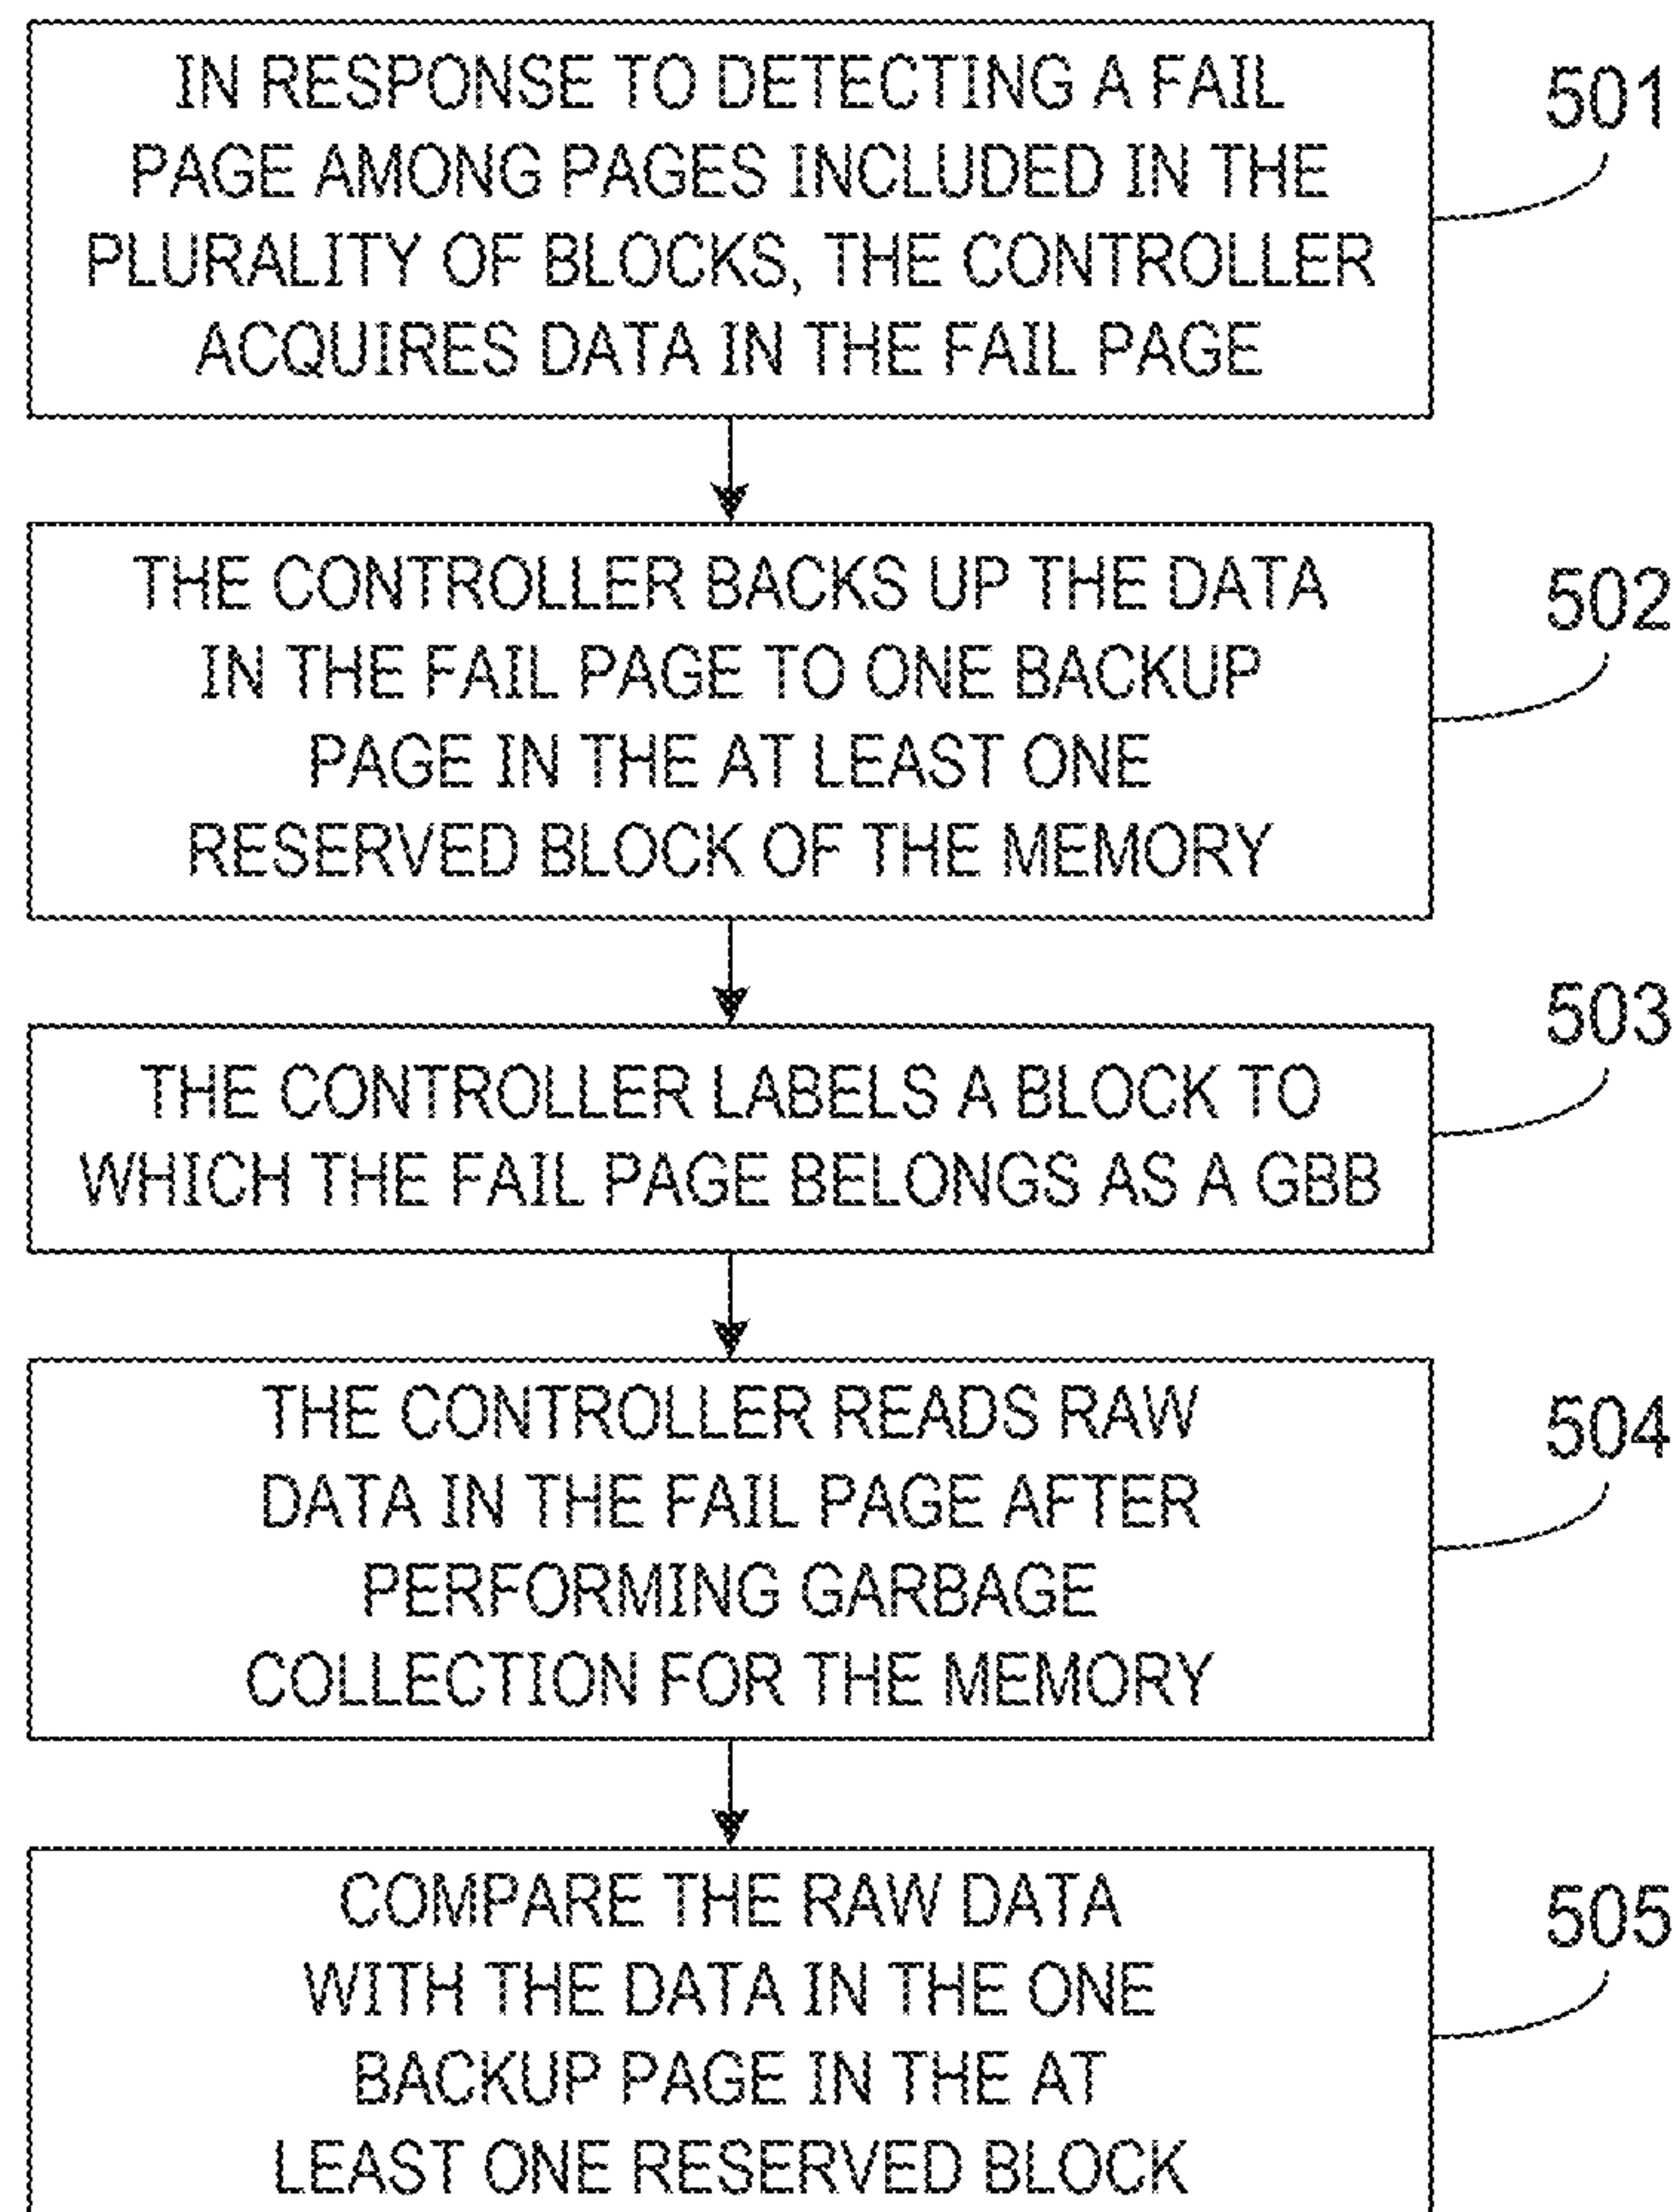 IN RESPONSE TO DETECTING A FAIL
PAGE AMONG PAGES INCLUDED IN THE
PLURALITY OF BLOCKS, THE CONTROLLER
ACQUIRES DATA IN THE FAIL PAGE
501
THE CONTROLLER BACKS UP THE DATA
IN THE FAIL PAGE TO ONE BACKUP
PAGE IN THE AT LEAST ONE
RESERVED BLOCK OF THE MEMORY
502
THE CONTROLLER LABELS A BLOCK TO
WHICH THE FAIL PAGE BELONGS AS A GBB
503
THE CONTROLLER READS RAW
DATA IN THE FAIL PAGE AFTER
PERFORMING GARBAGE
COLLECTION FOR THE MEMORY
504
COMPARE THE RAW DATA
WITH THE DATA IN THE ONE
BACKUP PAGE IN THE AT
LEAST ONE RESERVED BLOCK
505